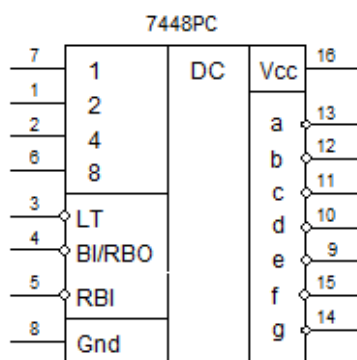 7448PC
7 1 DC Vcc 16
1 2
2 4 a 13
6 8 b 12
c 11
3 LT d 10
4 BI/RBO e 9
5 RBI f 15
8 Gnd g 14